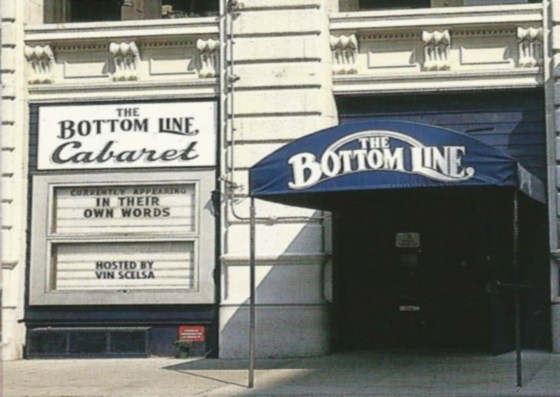 THE
BOTTOM LINE,
Cabaret
CURRENTLY APPEARING
IN THEIR
OWN WORDS
HOSTED BY
VIN SCELSA
THE
BOTTOM LINE,